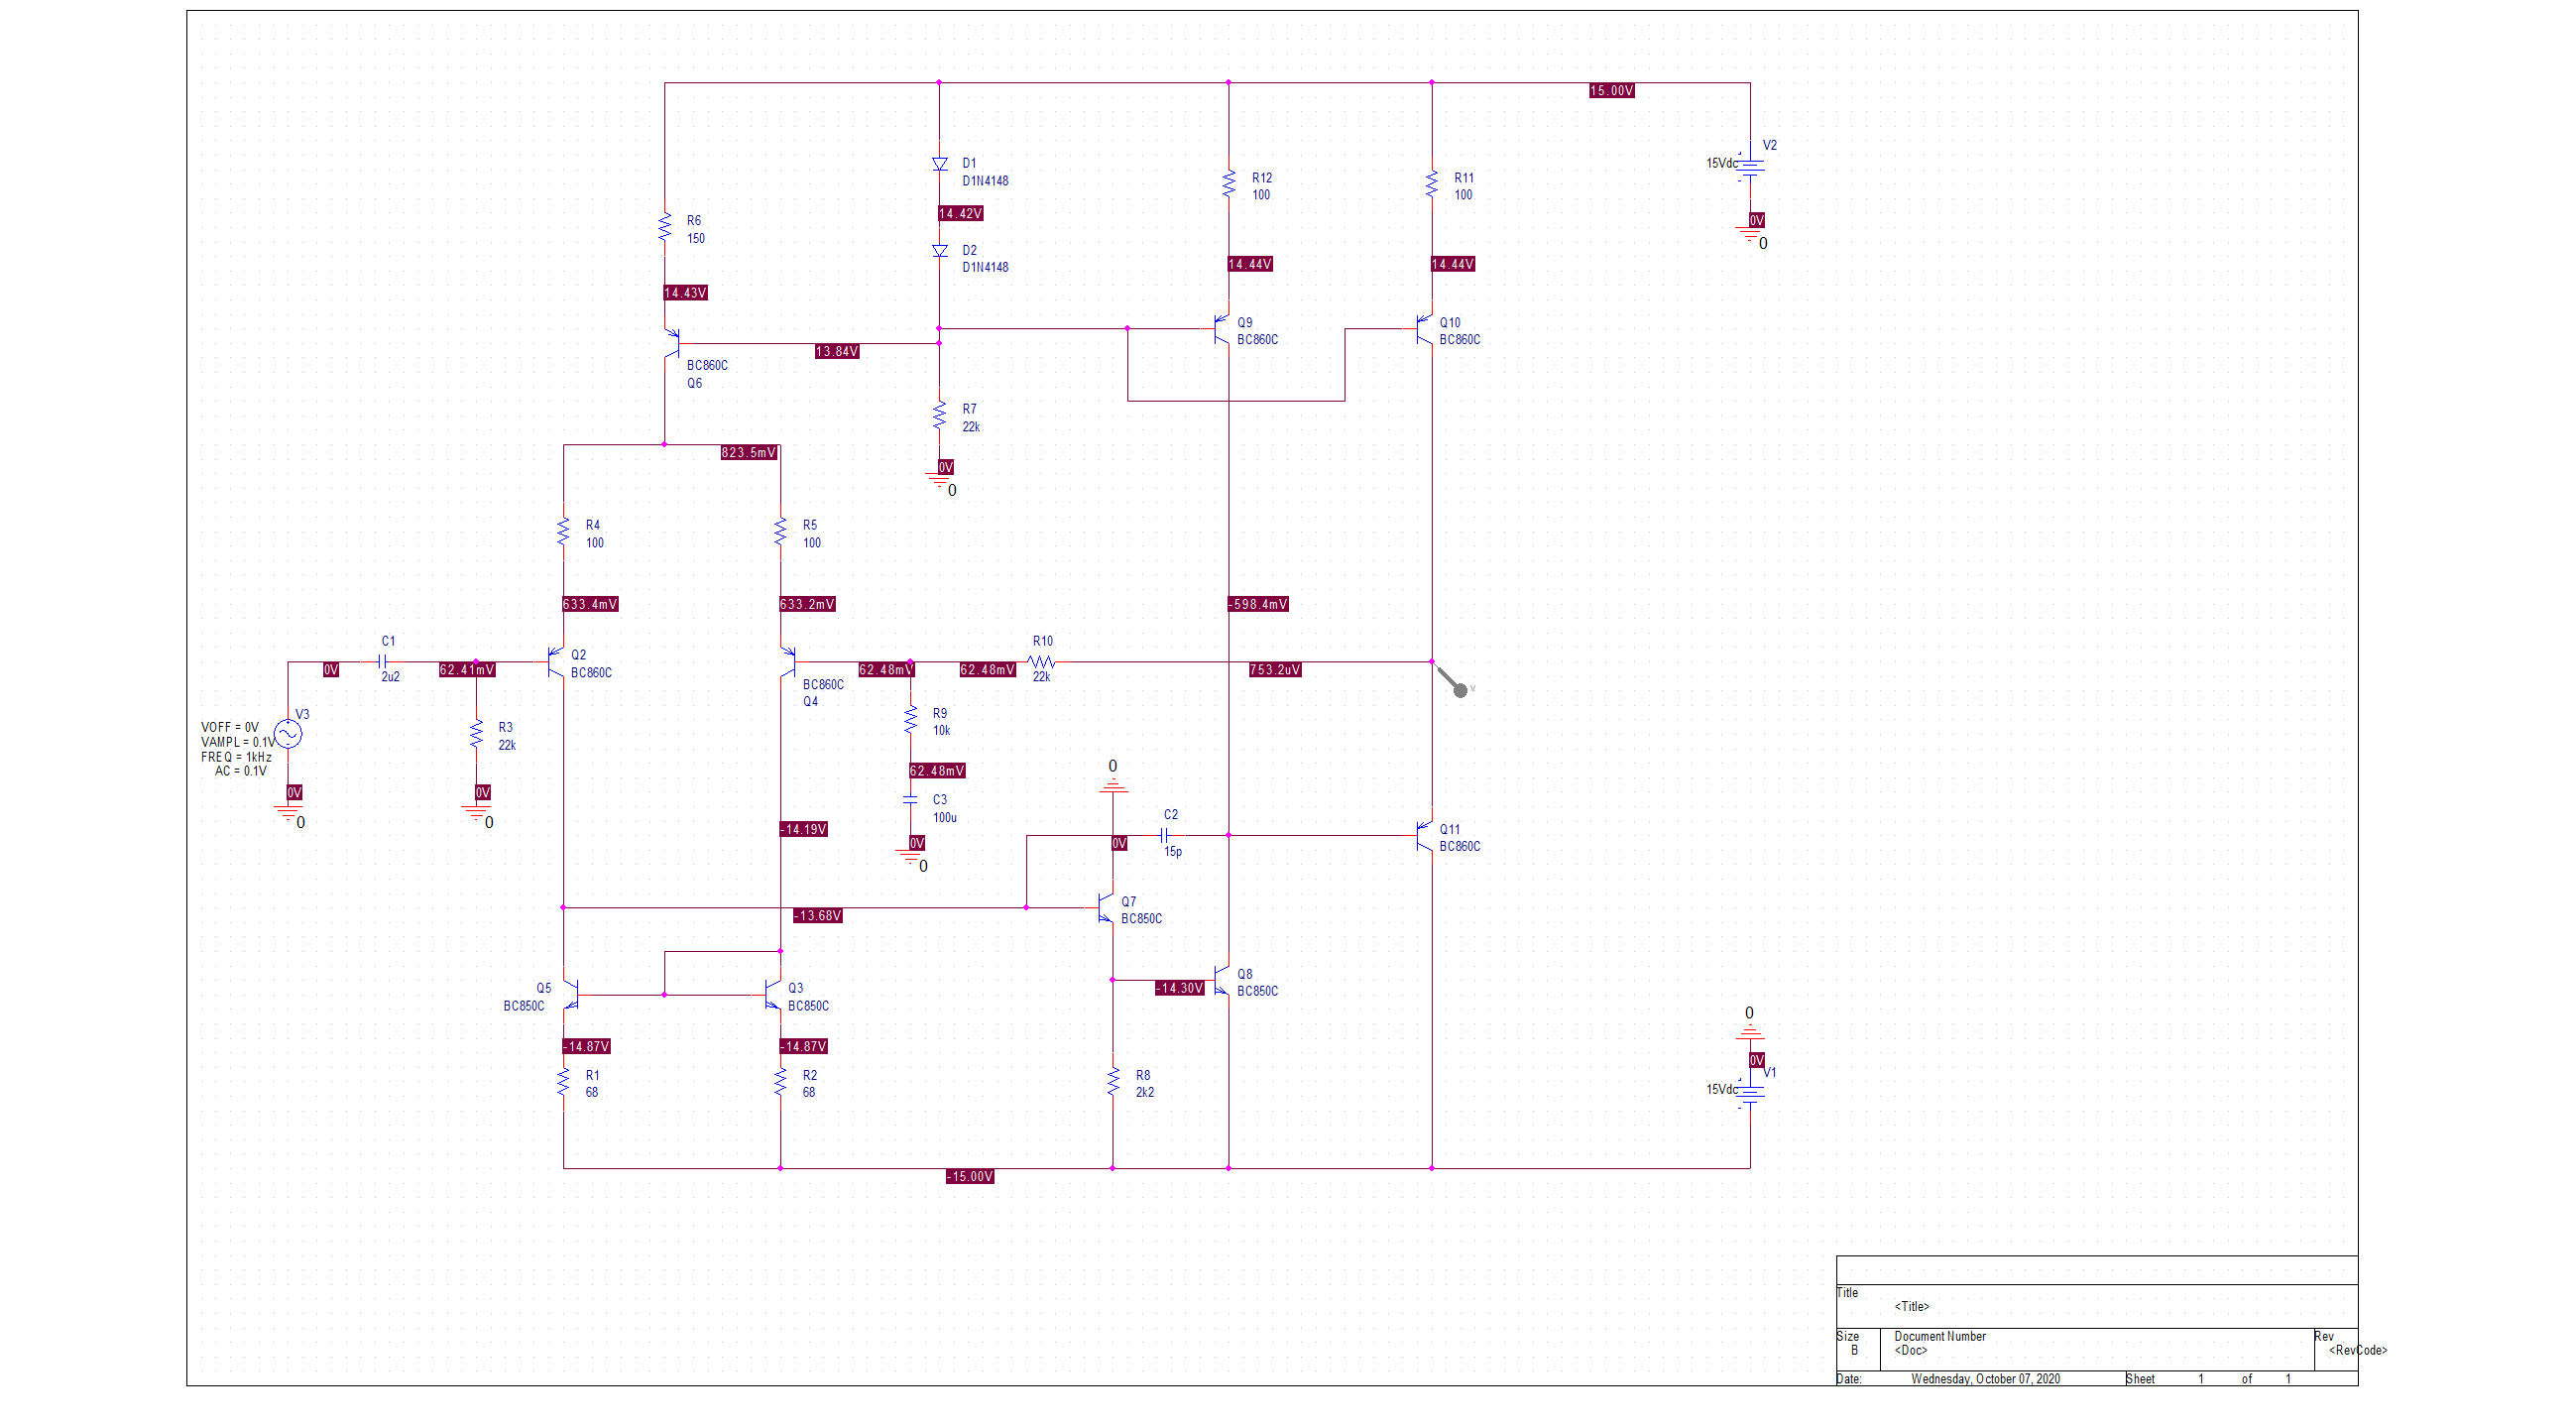 15.00V
V2
15Vdc
0V
0
D1
D1N4148
14.42V
D2
D1N4148
R12
100
R11
100
R6
150
14.43V
14.44V
14.44V
Q9
BC860C
Q10
BC860C
13.84V
BC860C
Q6
R7
22k
823.5mV
0V
0
R4
100
R5
100
633.4mV
633.2mV
-598.4mV
C1
2u2
0V
62.41mV
Q2
BC860C
BC860C
Q4
62.48mV
62.48mV
R10
22k
753.2uV
V
V3
VOFF = 0V
VAMPL = 0.1V
FREQ = 1kHz
AC = 0.1V
0V
0
R3
22k
0V
0
R9
10k
62.48mV
C3
100u
0V
0
-14.19V
0
0V
C2
15p
Q11
BC860C
Q7
BC850C
-13.68V
Q5
BC850C
Q3
BC850C
-14.30V
Q8
BC850C
-14.87V
-14.87V
R1
68
R2
68
R8
2k2
0
0V
V1
15Vdc
-15.00V
Title
<Title>
Size
B
Document Number
<Doc>
Rev
<RevCode>
Date:
Wednesday, October 07, 2020
Sheet 1 of 1